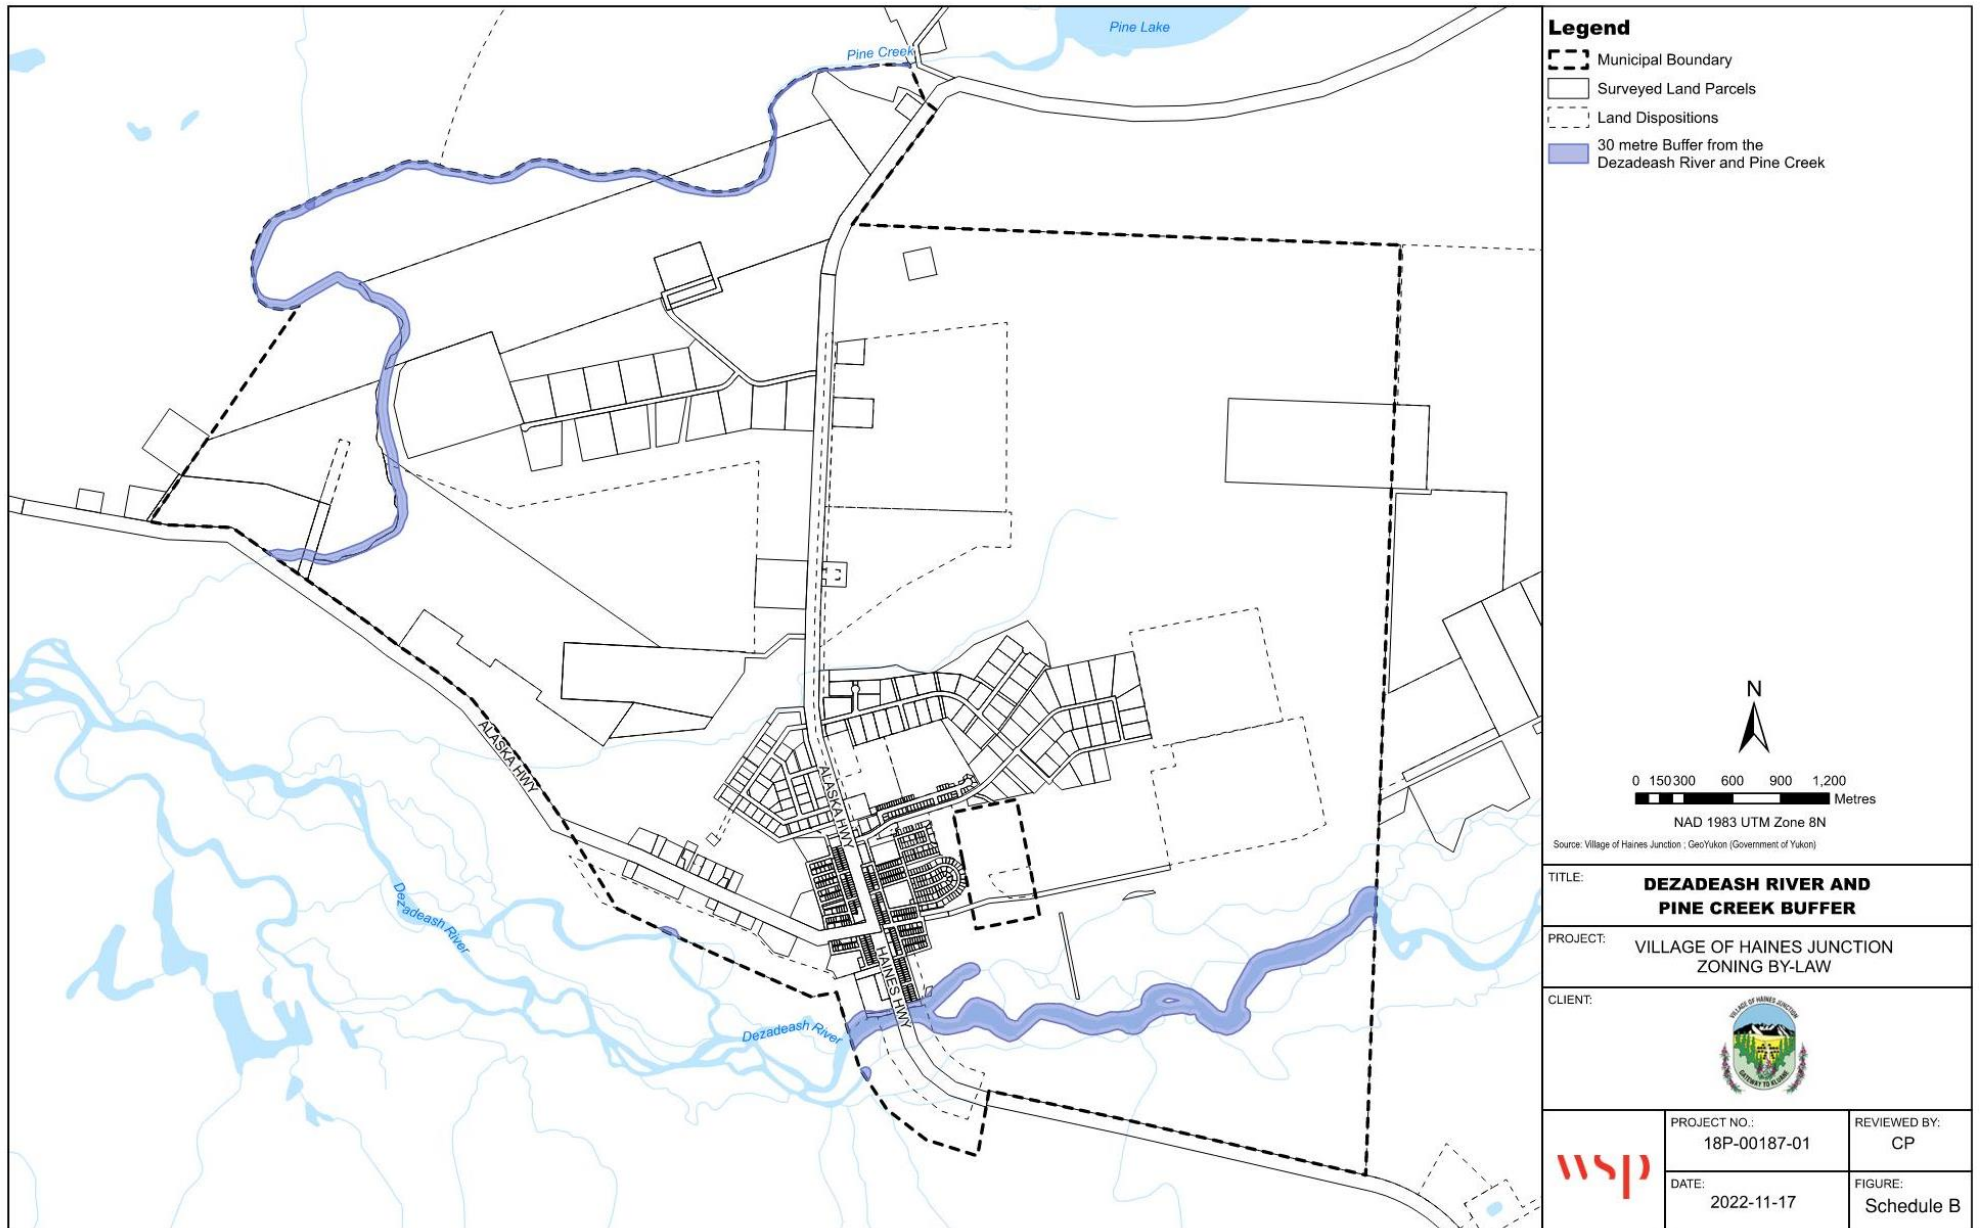 Pine Lake
Pine Creek
ALASKA HWY
ALASKA HWY
HAINES HWY
Dezadeash River
Dezadeash River
Legend
Municipal Boundary
Surveyed Land Parcels
Land Dispositions
30 metre Buffer from the
Dezadeash River and Pine Creek
N
0 150 300 600 900 1,200
Metres
NAD 1983 UTM Zone 8N
Source: Village of Haines Junction ; GeoYukon (Government of Yukon)
TITLE:
DEZADEASH RIVER AND
PINE CREEK BUFFER
PROJECT:
VILLAGE OF HAINES JUNCTION
ZONING BY-LAW
CLIENT:
VILLAGE OF HAINES JUNCTION
GATEWAY TO KLUANE
wsp
PROJECT NO.:
18P-00187-01
REVIEWED BY:
CP
DATE:
2022-11-17
FIGURE:
Schedule B